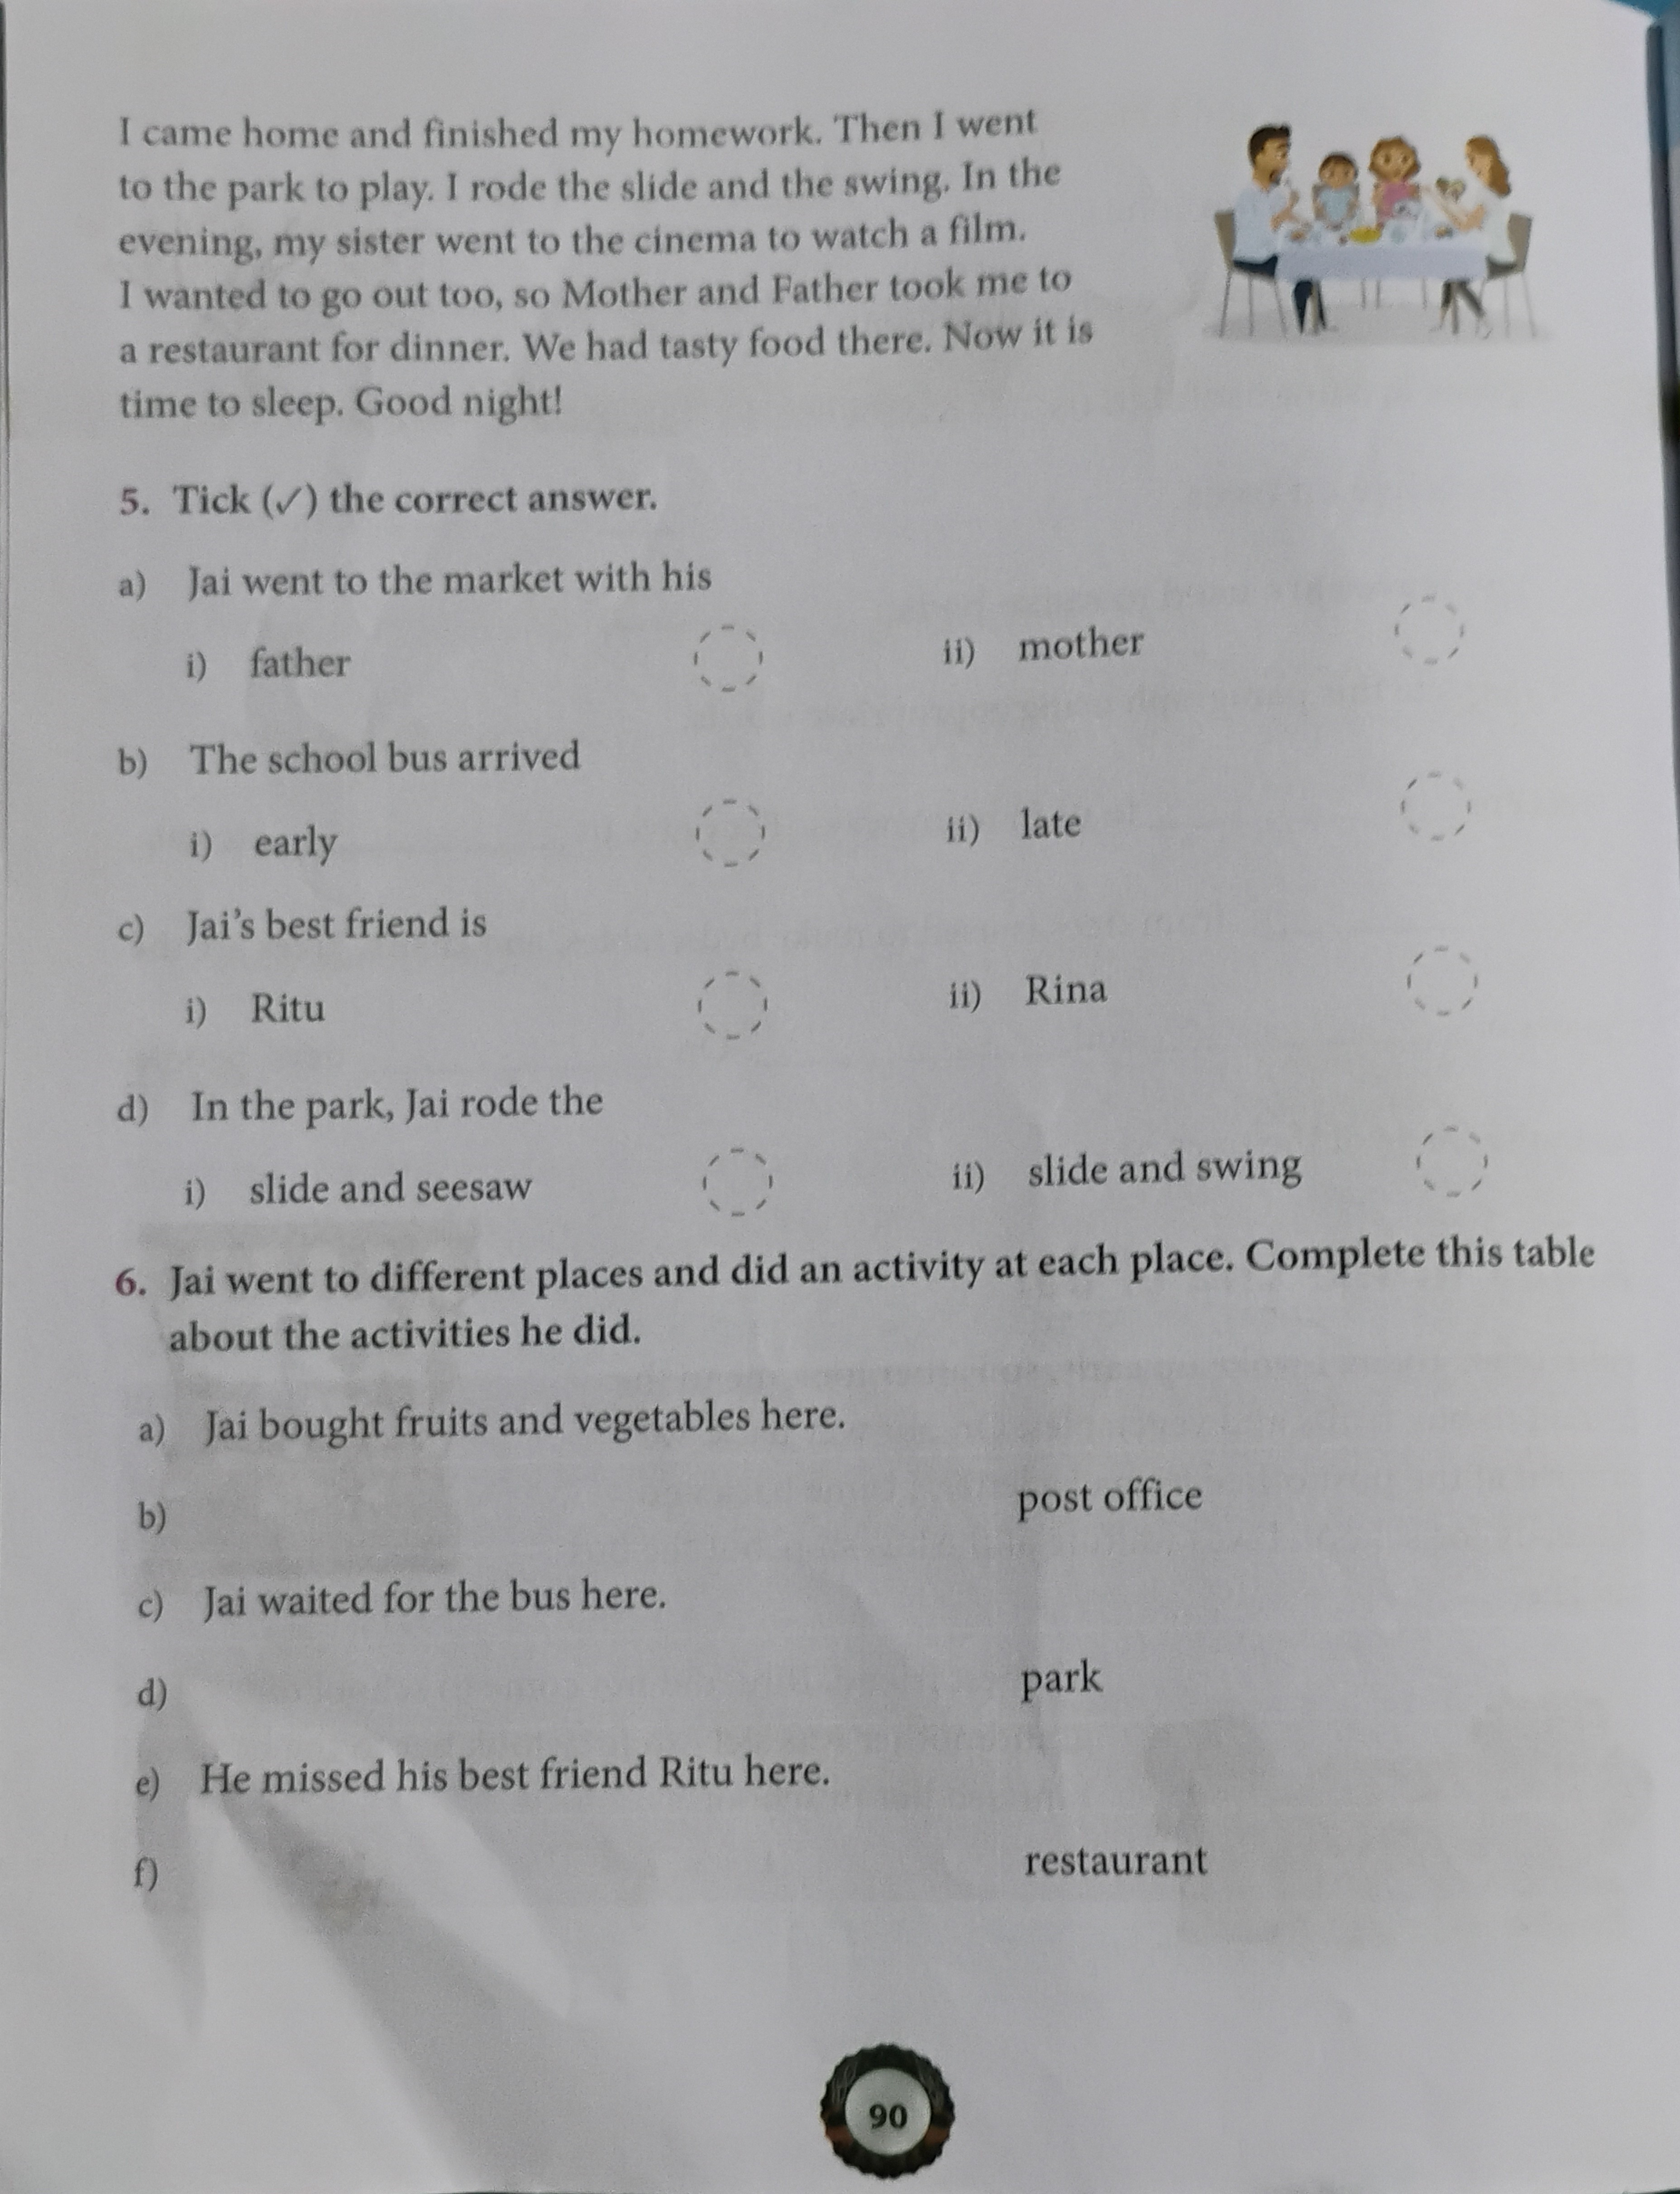 I came home and finished my homework. Then I went
to the park to play. I rode the slide and the swing. In the
evening, my sister went to the cinema to watch a film.
I wanted to go out too, so Mother and Father took me to
a restaurant for dinner. We had tasty food there. Now it is
time to sleep. Good night!
5. Tick (✓) the correct answer.
a) Jai went to the market with his
i) father ii) mother
b) The school bus arrived
i) early ii) late
c) Jai's best friend is
i) Ritu ii) Rina
d) In the park, Jai rode the
i) slide and seesaw ii) slide and swing
6. Jai went to different places and did an activity at each place. Complete this table
about the activities he did.
a) Jai bought fruits and vegetables here.
b) post office
c) Jai waited for the bus here.
d) park
e) He missed his best friend Ritu here.
f) restaurant
90